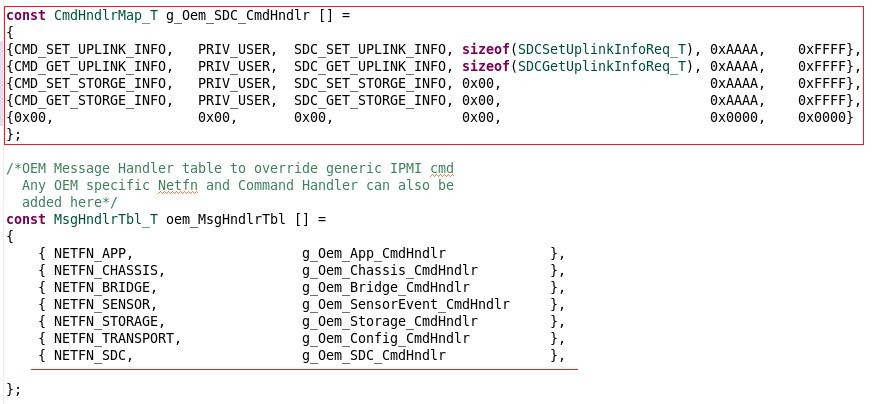 const CmdHndlrMap_T g_Oem_SDC_CmdHndlr [] =
{
{CMD_SET_UPLINK_INFO, PRIV_USER, SDC_SET_UPLINK_INFO, sizeof(SDCSetUplinkInfoReq_T), 0xAAAA, 0xFFFF},
{CMD_GET_UPLINK_INFO, PRIV_USER, SDC_GET_UPLINK_INFO, sizeof(SDCGetUplinkInfoReq_T), 0xAAAA, 0xFFFF},
{CMD_SET_STORGE_INFO, PRIV_USER, SDC_SET_STORGE_INFO, 0x00, 0xAAAA, 0xFFFF},
{CMD_GET_STORGE_INFO, PRIV_USER, SDC_GET_STORGE_INFO, 0x00, 0xAAAA, 0xFFFF},
{0x00, 0x00, 0x00, 0x00, 0x0000, 0x0000}
};
/*OEM Message Handler table to override generic IPMI cmd
Any OEM specific Netfn and Command Handler can also be
added here*/
const MsgHndlrTbl_T oem_MsgHndlrTbl [] =
{
{ NETFN_APP, g_Oem_App_CmdHndlr },
{ NETFN_CHASSIS, g_Oem_Chassis_CmdHndlr },
{ NETFN_BRIDGE, g_Oem_Bridge_CmdHndlr },
{ NETFN_SENSOR, g_Oem_SensorEvent_CmdHndlr },
{ NETFN_STORAGE, g_Oem_Storage_CmdHndlr },
{ NETFN_TRANSPORT, g_Oem_Config_CmdHndlr },
{ NETFN_SDC, g_Oem_SDC_CmdHndlr },
};